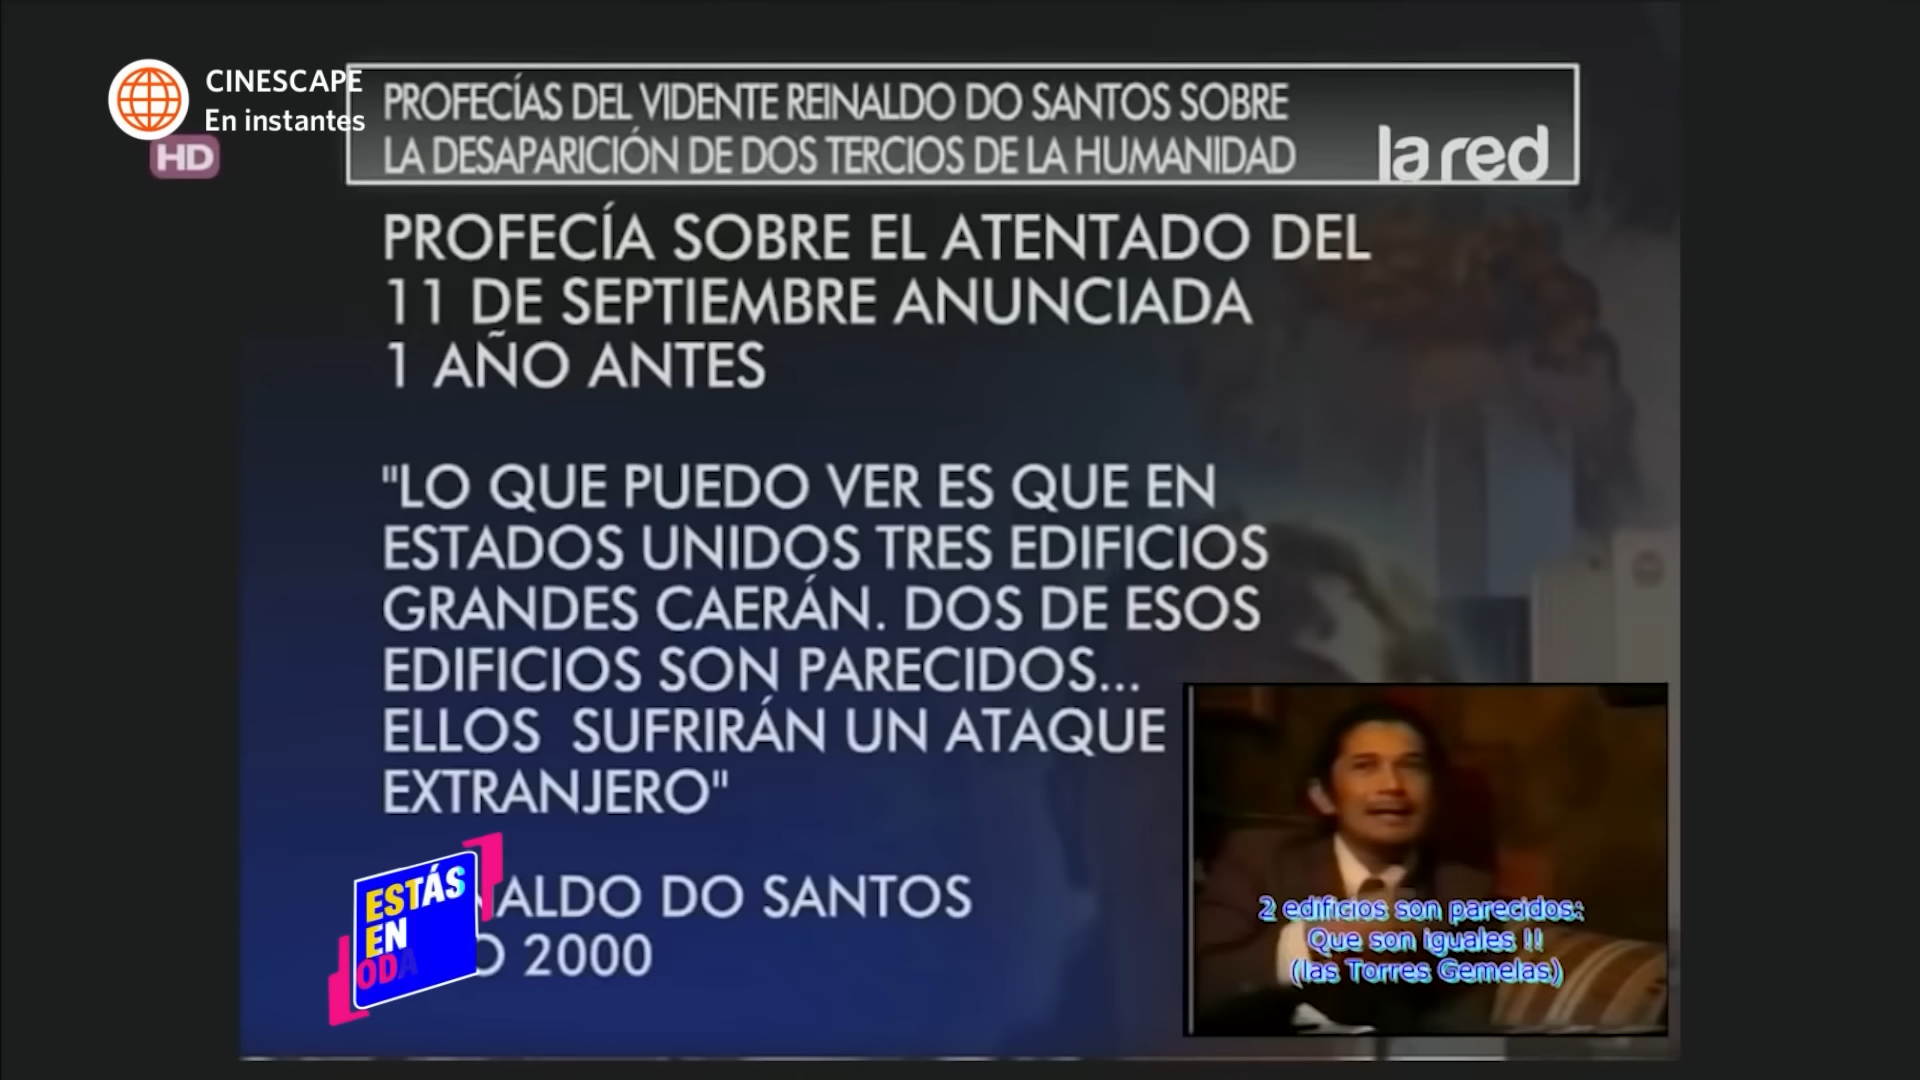 CINESCAPE
En instantes
HD
PROFECÍAS DEL VIDENTE REINALDO DO SANTOS SOBRE
LA DESAPARICIÓN DE DOS TERCIOS DE LA HUMANIDAD
la red
PROFECÍA SOBRE EL ATENTADO DEL
11 DE SEPTIEMBRE ANUNCIADA
1 AÑO ANTES
"LO QUE PUEDO VER ES QUE EN
ESTADOS UNIDOS TRES EDIFICIOS
GRANDES CAERÁN. DOS DE ESOS
EDIFICIOS SON PARECIDOS...
ELLOS SUFRIRÁN UN ATAQUE
EXTRANJERO"
NALDO DO SANTOS
O 2000
ESTÁS
EN
ODA
2 edificios son parecidos:
Que son iguales !!
(las Torres Gemelas)